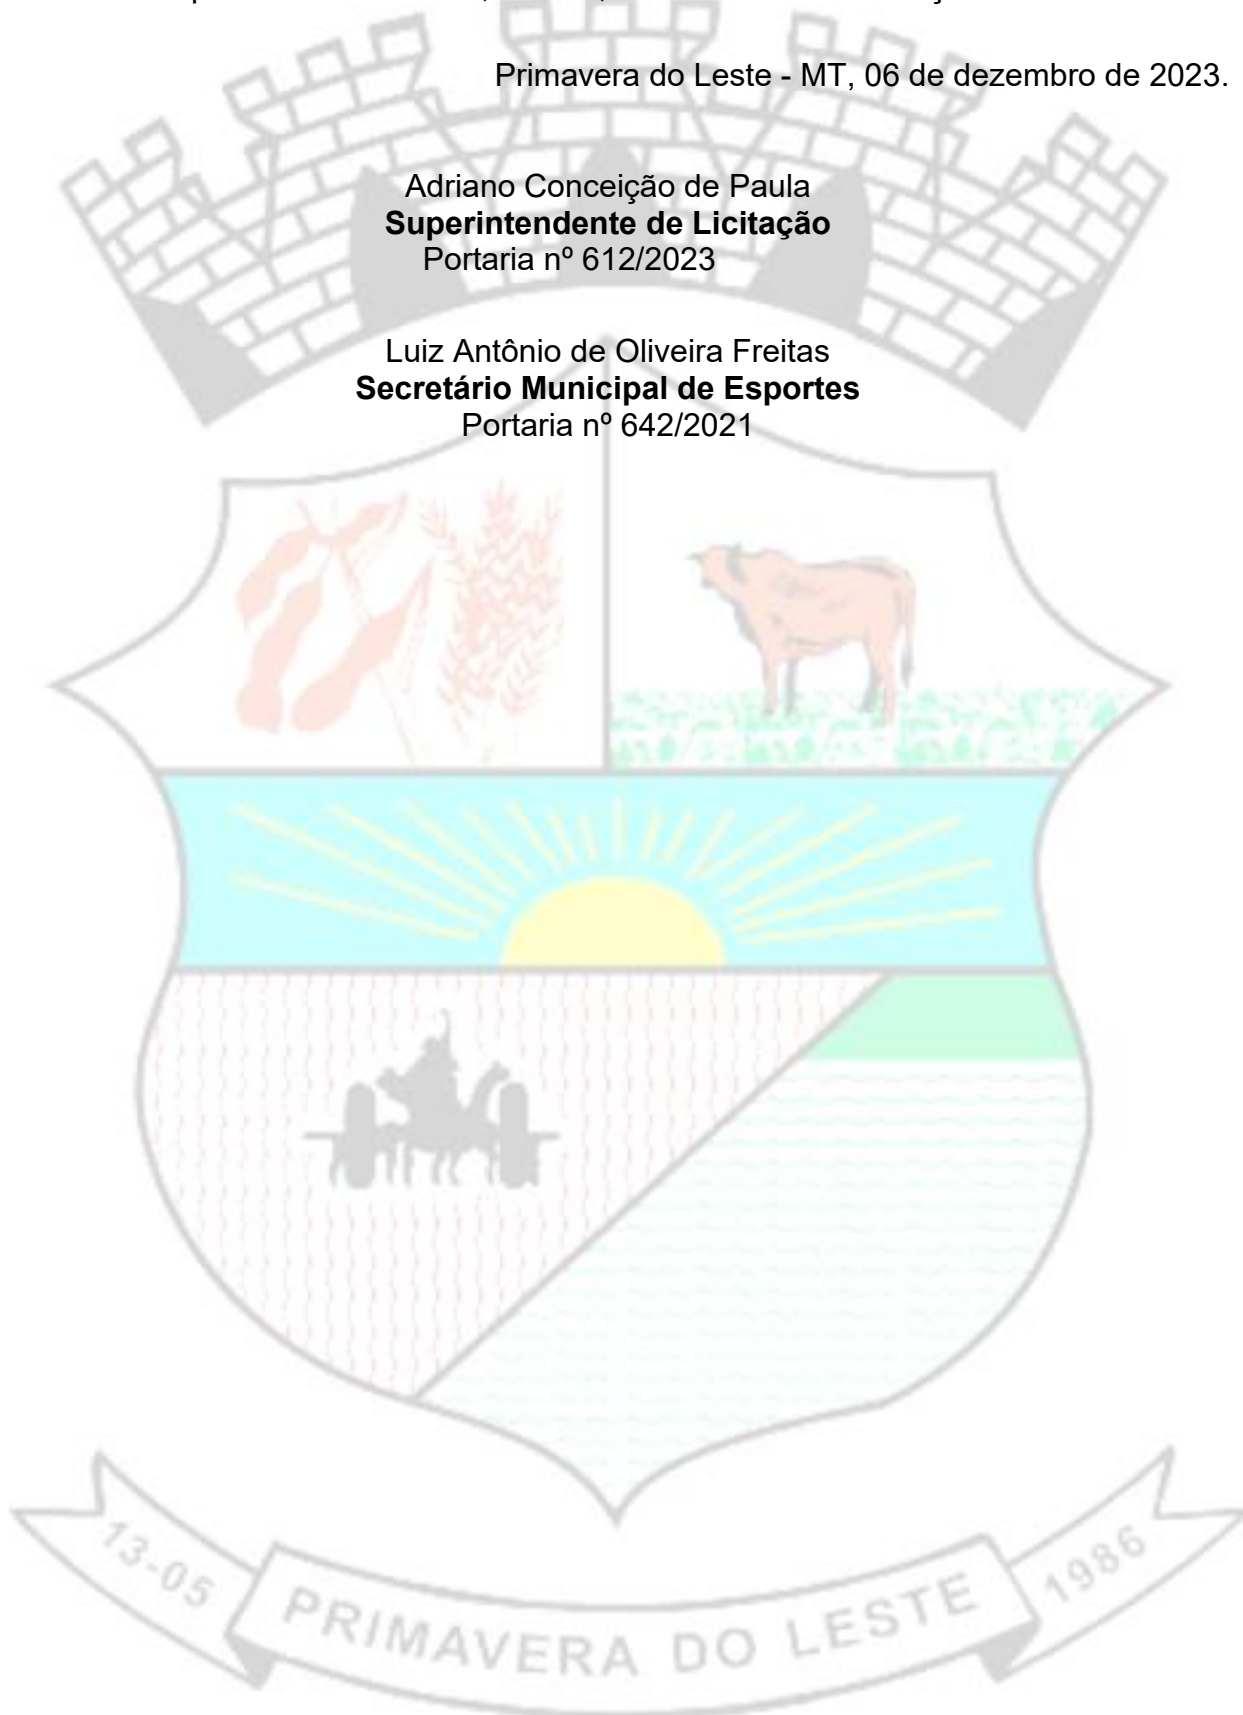 Primavera do Leste - MT, 06 de dezembro de 2023.
Adriano Conceição de Paula
Superintendente de Licitação
Portaria nº 612/2023
Luiz Antônio de Oliveira Freitas
Secretário Municipal de Esportes
Portaria nº 642/2021
13-05
PRIMAVERA DO LESTE
1986